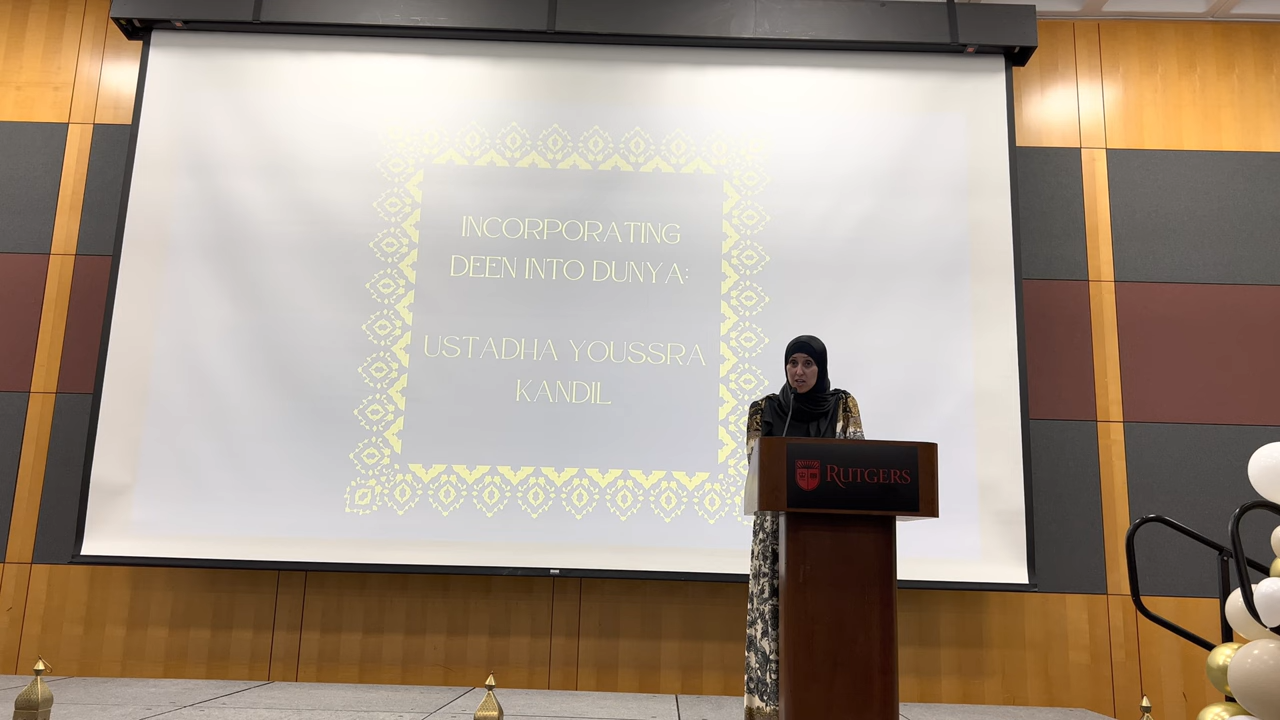 INCORPORATING
DEEN INTO DUNYA:
USTADHA YOUSSRA
KANDIL
RUTGERS